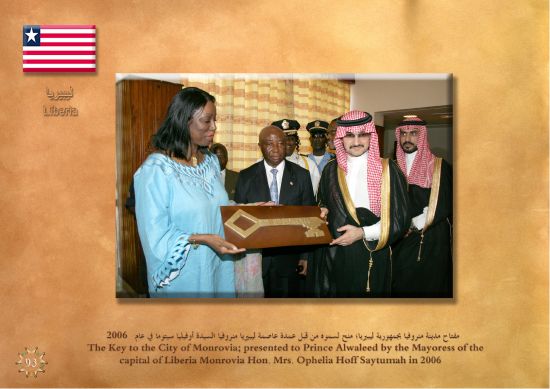 ليبيريا
Liberia
مفتاح مدينة منروفيا بجمهورية ليبيريا؛ منح لسموه من قبل عمدة عاصمة ليبيريا منروفيا السيدة أوفيليا سيتوما في عام 2006
The Key to the City of Monrovia; presented to Prince Alwaleed by the Mayoress of the
capital of Liberia Monrovia Hon. Mrs. Ophelia Hoff Saytumah in 2006
93